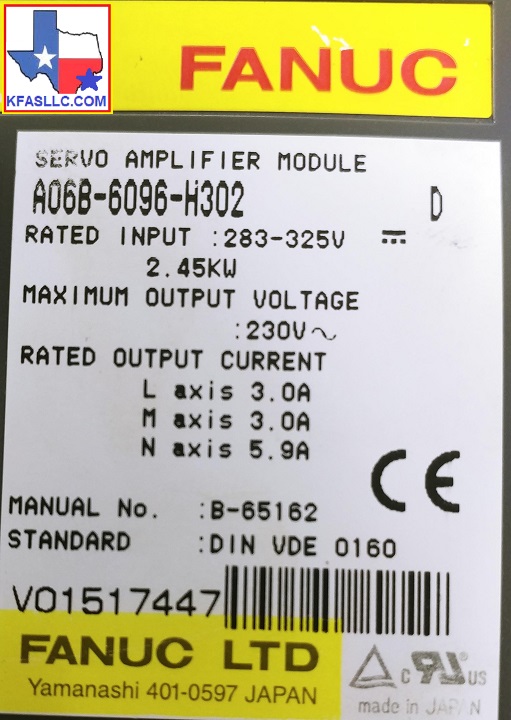 KFASLLC.COM
FANUC
SERVO AMPLIFIER MODULE
A06B-6096-H302 D
RATED INPUT :283-325V ⎓
2.45KW
MAXIMUM OUTPUT VOLTAGE
:230V～
RATED OUTPUT CURRENT
L axis 3.0A
M axis 3.0A
N axis 5.9A
CE
MANUAL No. :B-65162
STANDARD :DIN VDE 0160
V01517447
FANUC LTD
Yamanashi 401-0597 JAPAN
c UR US
made in JAPAN